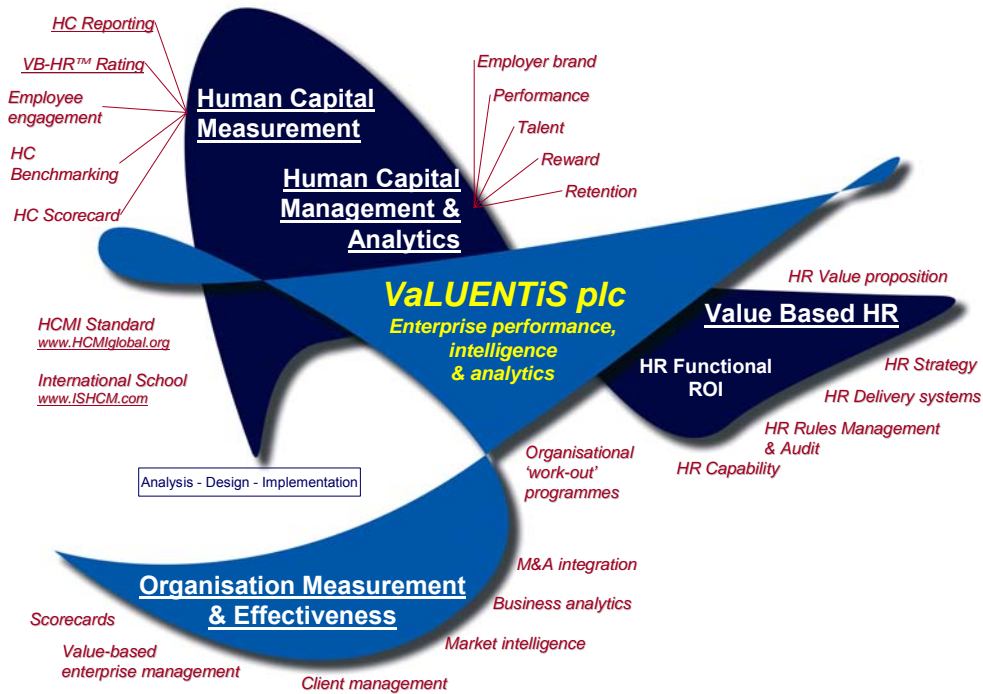 HC Reporting
VB-HR™ Rating
Employee
engagement
HC
Benchmarking
HC Scorecard
Human Capital
Measurement
Human Capital
Management &
Analytics
Employer brand
Performance
Talent
Reward
Retention
VaLUENTiS plc
Enterprise performance,
intelligence
& analytics
HR Value proposition
Value Based HR
HR Functional
ROI
HR Strategy
HR Delivery systems
HR Rules Management
& Audit
HR Capability
HCMI Standard
www.HCMIglobal.org
International School
www.ISHCM.com
Analysis - Design - Implementation
Organisational
‘work-out’
programmes
M&A integration
Business analytics
Market intelligence
Client management
Organisation Measurement
& Effectiveness
Scorecards
Value-based
enterprise management